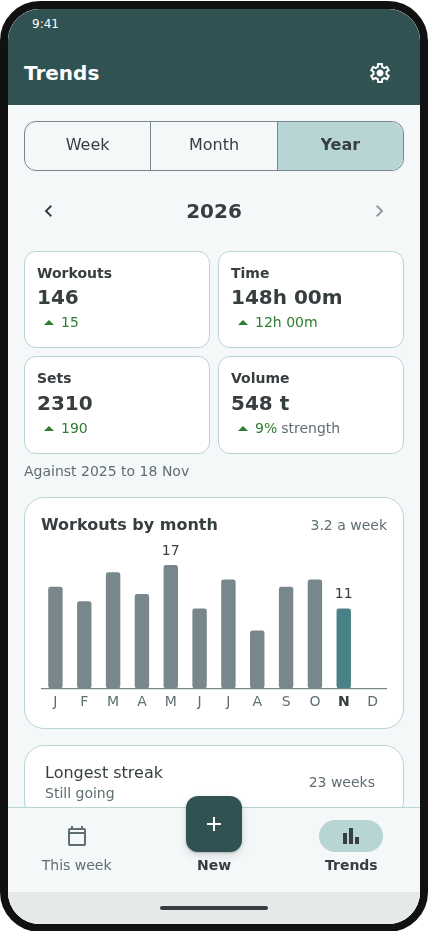 9:41
Trends
Week Month Year
2026
Workouts
146
15
Time
148h 00m
12h 00m
Sets
2310
190
Volume
548 t
9% strength
Against 2025 to 18 Nov
Workouts by month 3.2 a week
17
11
J F M A M J J A S O N D
Longest streak
Still going
23 weeks
This week New Trends